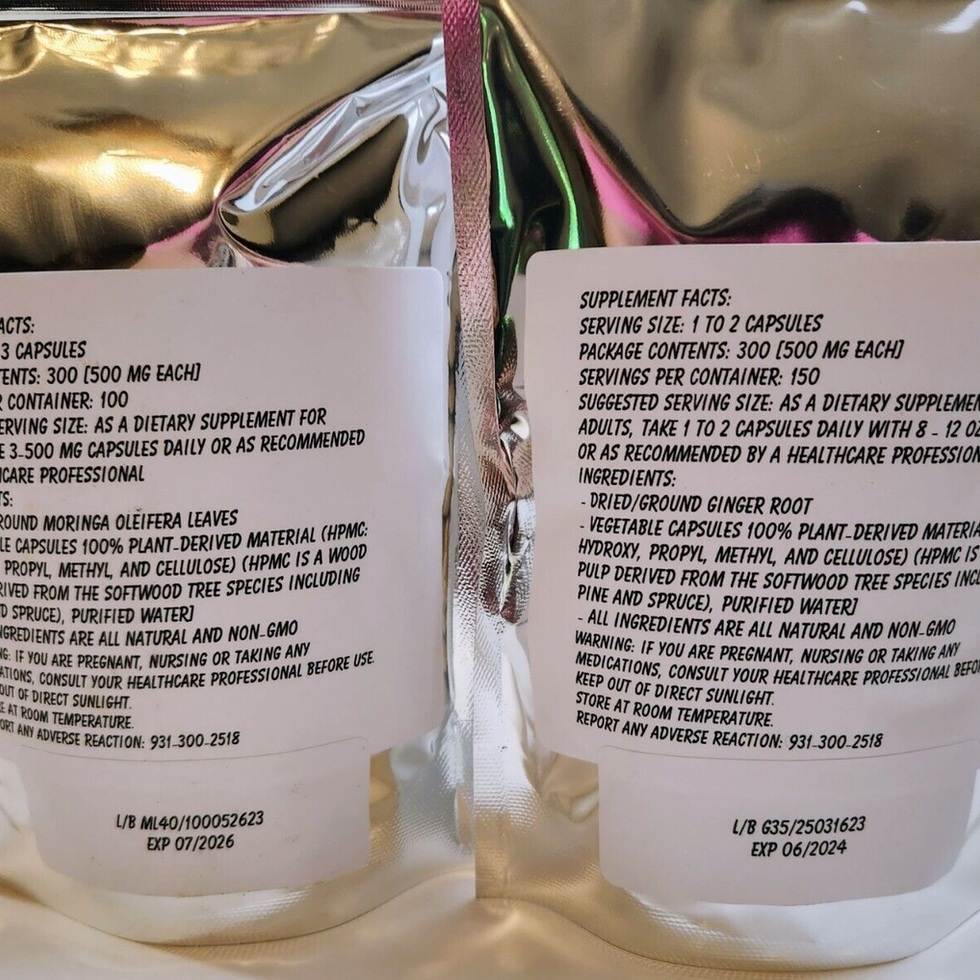 ACTS:
3 CAPSULES
TENTS: 300 [500 MG EACH]
R CONTAINER: 100
ERVING SIZE: AS A DIETARY SUPPLEMENT FOR
E 3-500 MG CAPSULES DAILY OR AS RECOMMENDED
HCARE PROFESSIONAL
TS:
ROUND MORINGA OLEIFERA LEAVES
LE CAPSULES 100% PLANT-DERIVED MATERIAL (HPMC:
PROPYL, METHYL, AND CELLULOSE) (HPMC IS A WOOD
RIVED FROM THE SOFTWOOD TREE SPECIES INCLUDING
D SPRUCE), PURIFIED WATER]
NGREDIENTS ARE ALL NATURAL AND NON-GMO
NG: IF YOU ARE PREGNANT, NURSING OR TAKING ANY
ATIONS, CONSULT YOUR HEALTHCARE PROFESSIONAL BEFORE USE.
OUT OF DIRECT SUNLIGHT.
E AT ROOM TEMPERATURE.
ORT ANY ADVERSE REACTION: 931-300-2518
L/B ML40/100052623
EXP 07/2026
SUPPLEMENT FACTS:
SERVING SIZE: 1 TO 2 CAPSULES
PACKAGE CONTENTS: 300 [500 MG EACH]
SERVINGS PER CONTAINER: 150
SUGGESTED SERVING SIZE: AS A DIETARY SUPPLEMEN
ADULTS, TAKE 1 TO 2 CAPSULES DAILY WITH 8 - 12 OZ
OR AS RECOMMENDED BY A HEALTHCARE PROFESSION
INGREDIENTS:
- DRIED/GROUND GINGER ROOT
- VEGETABLE CAPSULES 100% PLANT-DERIVED MATERIA
HYDROXY, PROPYL, METHYL, AND CELLULOSE) (HPMC IS
PULP DERIVED FROM THE SOFTWOOD TREE SPECIES INCL
PINE AND SPRUCE), PURIFIED WATER]
- ALL INGREDIENTS ARE ALL NATURAL AND NON-GMO
WARNING: IF YOU ARE PREGNANT, NURSING OR TAKING ANY
MEDICATIONS, CONSULT YOUR HEALTHCARE PROFESSIONAL BEFO
KEEP OUT OF DIRECT SUNLIGHT.
STORE AT ROOM TEMPERATURE.
REPORT ANY ADVERSE REACTION: 931-300-2518
L/B G35/25031623
EXP 06/2024